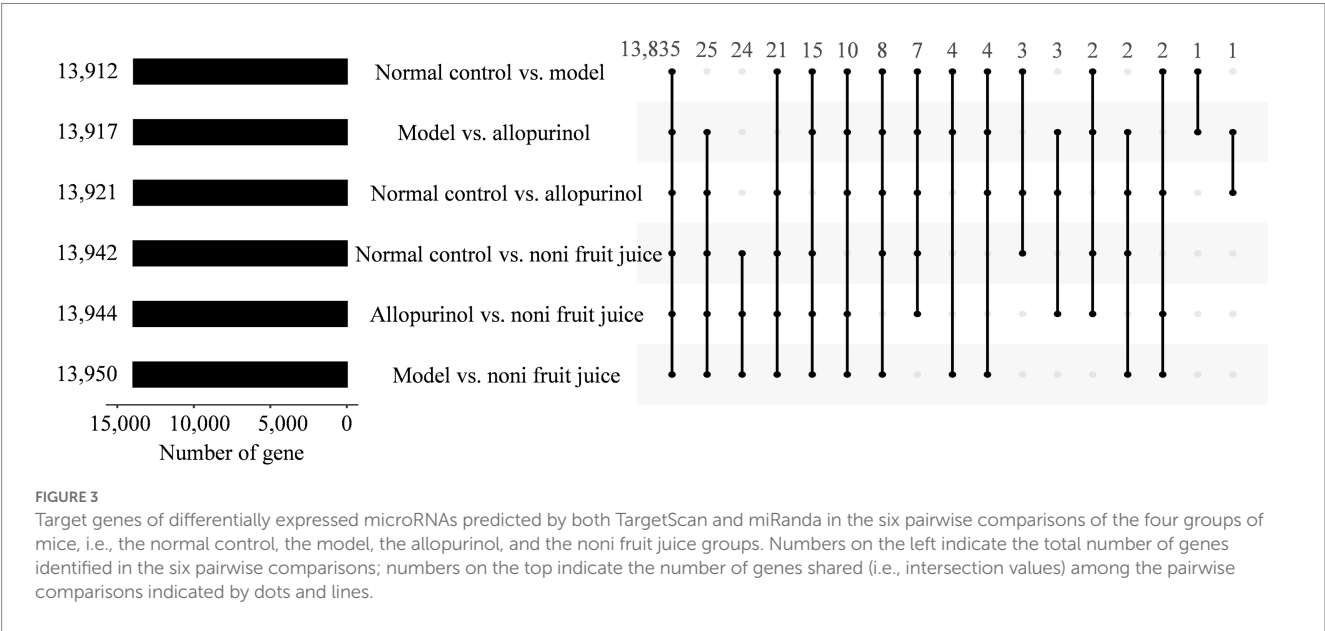 13,835 25 24 21 15 10 8 7 4 4 3 3 2 2 2 1 1
13,912 Normal control vs. model
13,917 Model vs. allopurinol
13,921 Normal control vs. allopurinol
13,942 Normal control vs. noni fruit juice
13,944 Allopurinol vs. noni fruit juice
13,950 Model vs. noni fruit juice
15,000 10,000 5,000 0
Number of gene
FIGURE 3
Target genes of differentially expressed microRNAs predicted by both TargetScan and miRanda in the six pairwise comparisons of the four groups of
mice, i.e., the normal control, the model, the allopurinol, and the noni fruit juice groups. Numbers on the left indicate the total number of genes
identified in the six pairwise comparisons; numbers on the top indicate the number of genes shared (i.e., intersection values) among the pairwise
comparisons indicated by dots and lines.